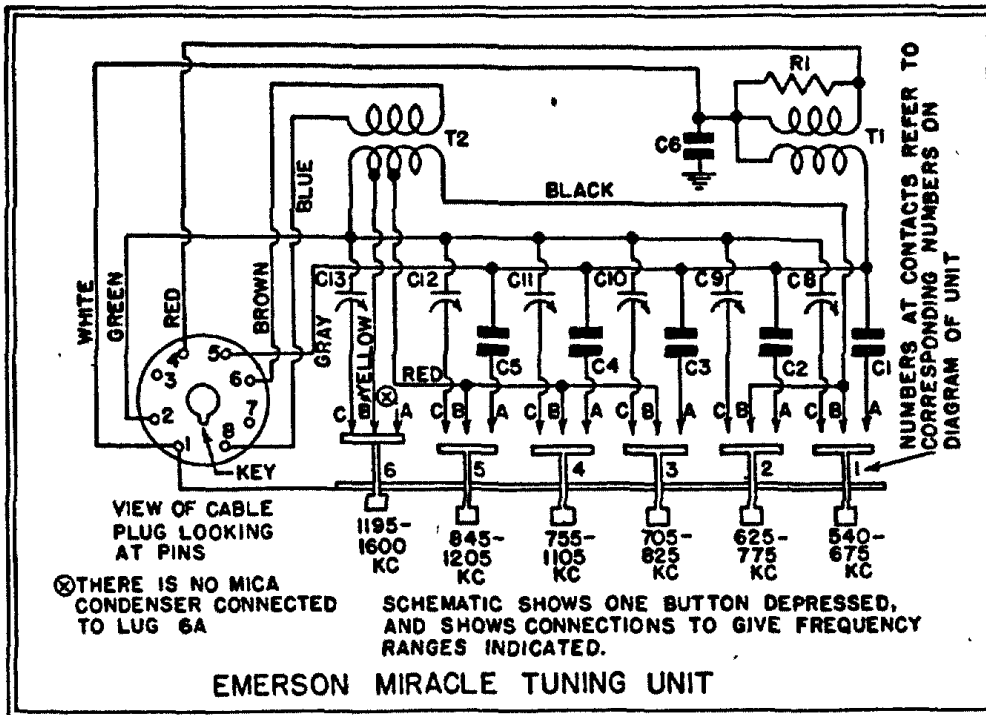 R1
T1
T2
C6
BLACK
BLUE
WHITE
GREEN
RED
BROWN
GRAY
YELLOW
RED
C13
C12
C11
C10
C9
C8
C5
C4
C3
C2
C1
4
5
3
6
2
7
1
8
KEY
C B A
C B A
C B A
C B A
C B A
C B A
6
5
4
3
2
1
1195-
1600
KC
845-
1205
KC
755-
1105
KC
705-
825
KC
625-
775
KC
540-
675
KC
NUMBERS AT CONTACTS REFER TO
CORRESPONDING NUMBERS ON
DIAGRAM OF UNIT
VIEW OF CABLE
PLUG LOOKING
AT PINS
⊗THERE IS NO MICA
CONDENSER CONNECTED
TO LUG 6A
SCHEMATIC SHOWS ONE BUTTON DEPRESSED,
AND SHOWS CONNECTIONS TO GIVE FREQUENCY
RANGES INDICATED.
EMERSON MIRACLE TUNING UNIT